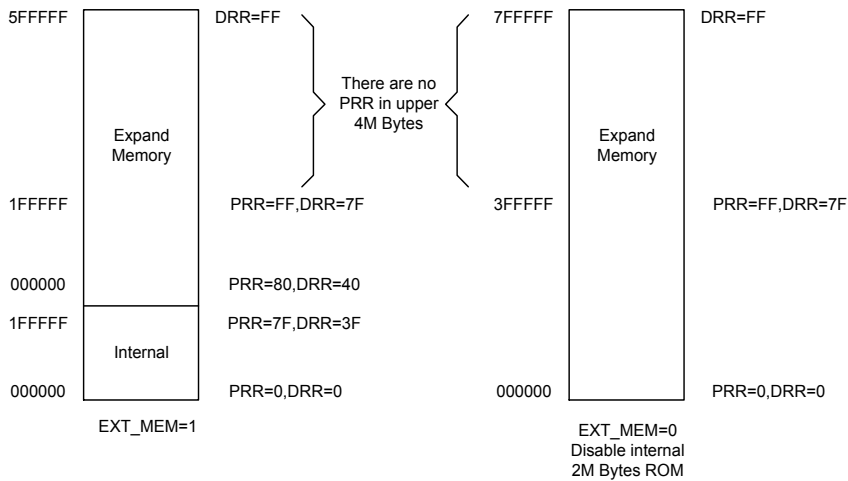 5FFFFF
DRR=FF
7FFFFF
DRR=FF
There are no
PRR in upper
4M Bytes
Expand
Memory
Expand
Memory
1FFFFF
PRR=FF,DRR=7F
3FFFFF
PRR=FF,DRR=7F
000000
PRR=80,DRR=40
1FFFFF
PRR=7F,DRR=3F
Internal
000000
PRR=0,DRR=0
000000
PRR=0,DRR=0
EXT_MEM=1
EXT_MEM=0
Disable internal
2M Bytes ROM